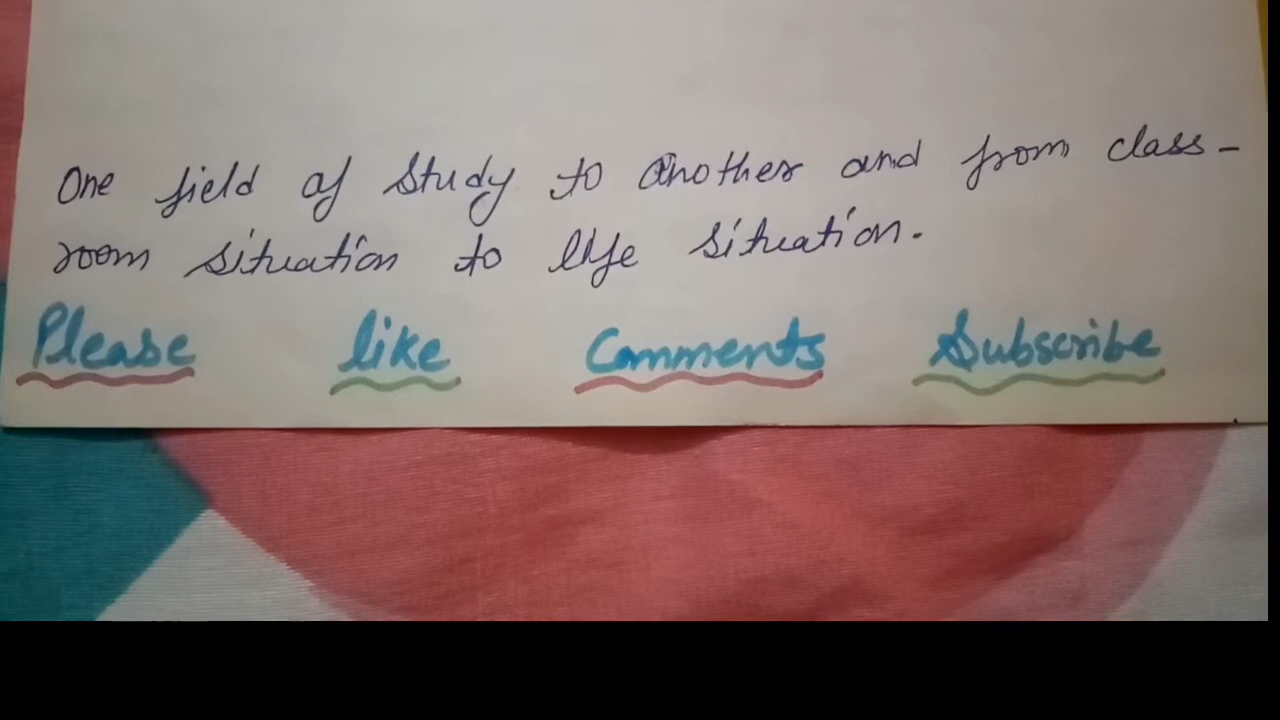 One field of Study to another and from class-
room situation to life situation.
Please like Comments Subscribe